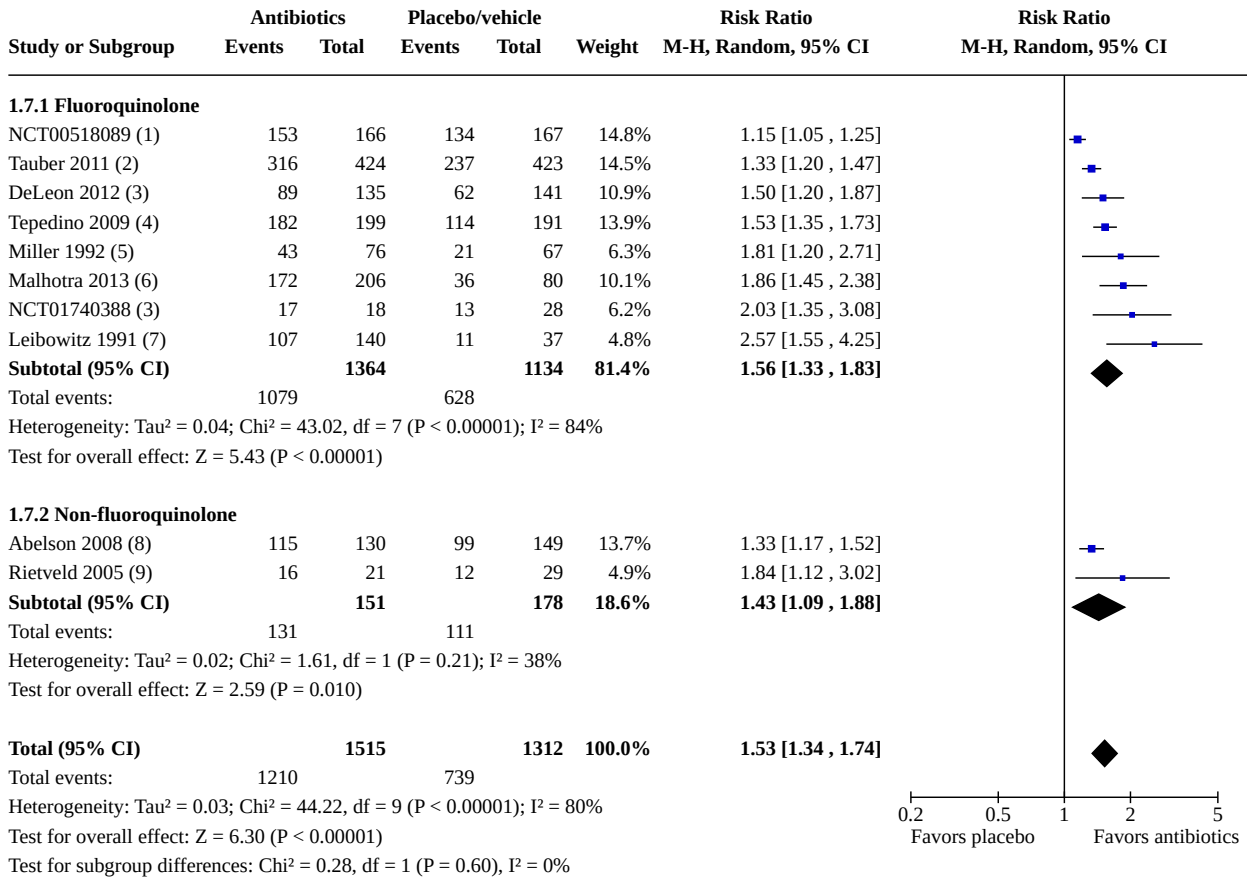 Antibiotics Placebo/vehicle Risk Ratio Risk Ratio
Study or Subgroup Events Total Events Total Weight M-H, Random, 95% CI M-H, Random, 95% CI
1.7.1 Fluoroquinolone
NCT00518089 (1) 153 166 134 167 14.8% 1.15 [1.05 , 1.25]
Tauber 2011 (2) 316 424 237 423 14.5% 1.33 [1.20 , 1.47]
DeLeon 2012 (3) 89 135 62 141 10.9% 1.50 [1.20 , 1.87]
Tepedino 2009 (4) 182 199 114 191 13.9% 1.53 [1.35 , 1.73]
Miller 1992 (5) 43 76 21 67 6.3% 1.81 [1.20 , 2.71]
Malhotra 2013 (6) 172 206 36 80 10.1% 1.86 [1.45 , 2.38]
NCT01740388 (3) 17 18 13 28 6.2% 2.03 [1.35 , 3.08]
Leibowitz 1991 (7) 107 140 11 37 4.8% 2.57 [1.55 , 4.25]
Subtotal (95% CI) 1364 1134 81.4% 1.56 [1.33 , 1.83]
Total events: 1079 628
Heterogeneity: Tau² = 0.04; Chi² = 43.02, df = 7 (P < 0.00001); I² = 84%
Test for overall effect: Z = 5.43 (P < 0.00001)
1.7.2 Non-fluoroquinolone
Abelson 2008 (8) 115 130 99 149 13.7% 1.33 [1.17 , 1.52]
Rietveld 2005 (9) 16 21 12 29 4.9% 1.84 [1.12 , 3.02]
Subtotal (95% CI) 151 178 18.6% 1.43 [1.09 , 1.88]
Total events: 131 111
Heterogeneity: Tau² = 0.02; Chi² = 1.61, df = 1 (P = 0.21); I² = 38%
Test for overall effect: Z = 2.59 (P = 0.010)
Total (95% CI) 1515 1312 100.0% 1.53 [1.34 , 1.74]
Total events: 1210 739
Heterogeneity: Tau² = 0.03; Chi² = 44.22, df = 9 (P < 0.00001); I² = 80%
0.2 0.5 1 2 5
Test for overall effect: Z = 6.30 (P < 0.00001)
Favors placebo Favors antibiotics
Test for subgroup differences: Chi² = 0.28, df = 1 (P = 0.60), I² = 0%